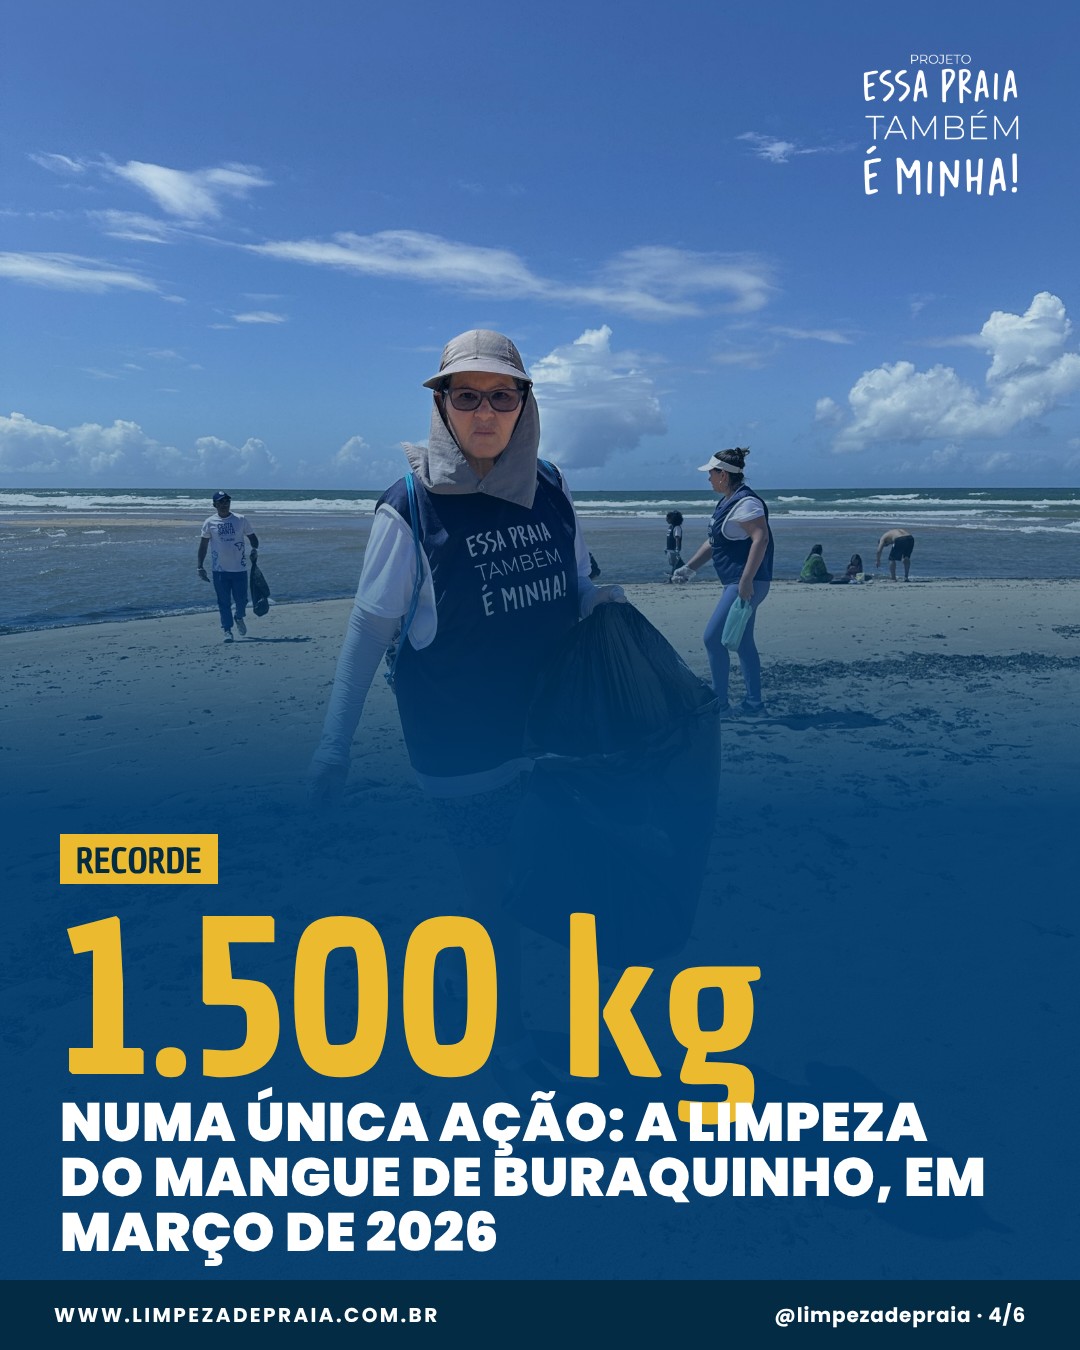 PROJETO
ESSA PRAIA
TAMBÉM
É MINHA!
ESSA PRAIA
TAMBÉM
É MINHA!
RECORDE
1.500 kg
NUMA ÚNICA AÇÃO: A LIMPEZA
DO MANGUE DE BURAQUINHO, EM
MARÇO DE 2026
WWW.LIMPEZADEPRAIA.COM.BR
@limpezadepraia · 4/6